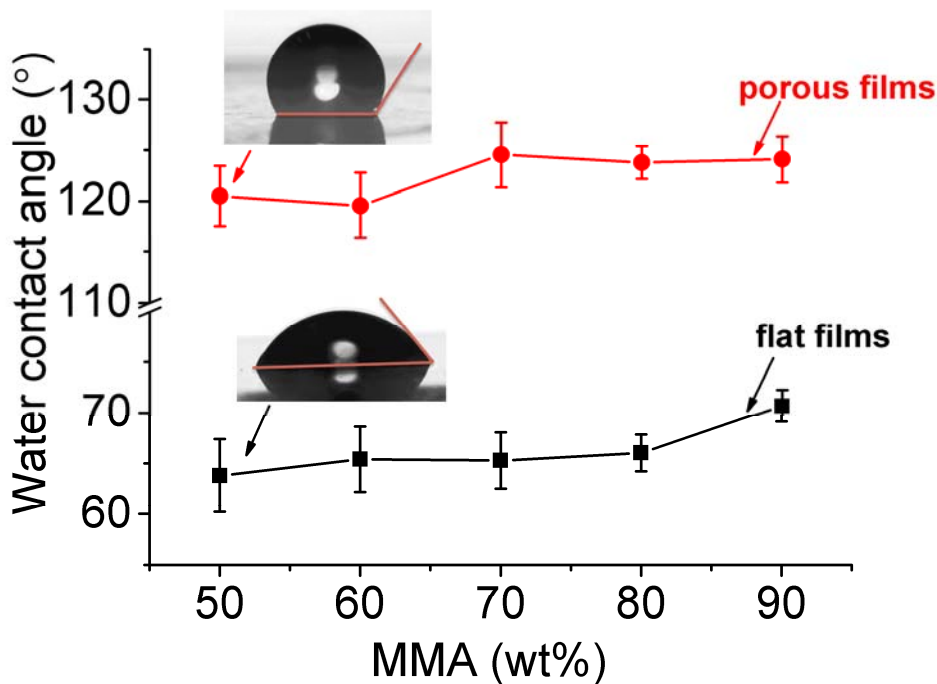 Water contact angle (°)
130
120
110
70
60
porous films
flat films
50 60 70 80 90
MMA (wt%)